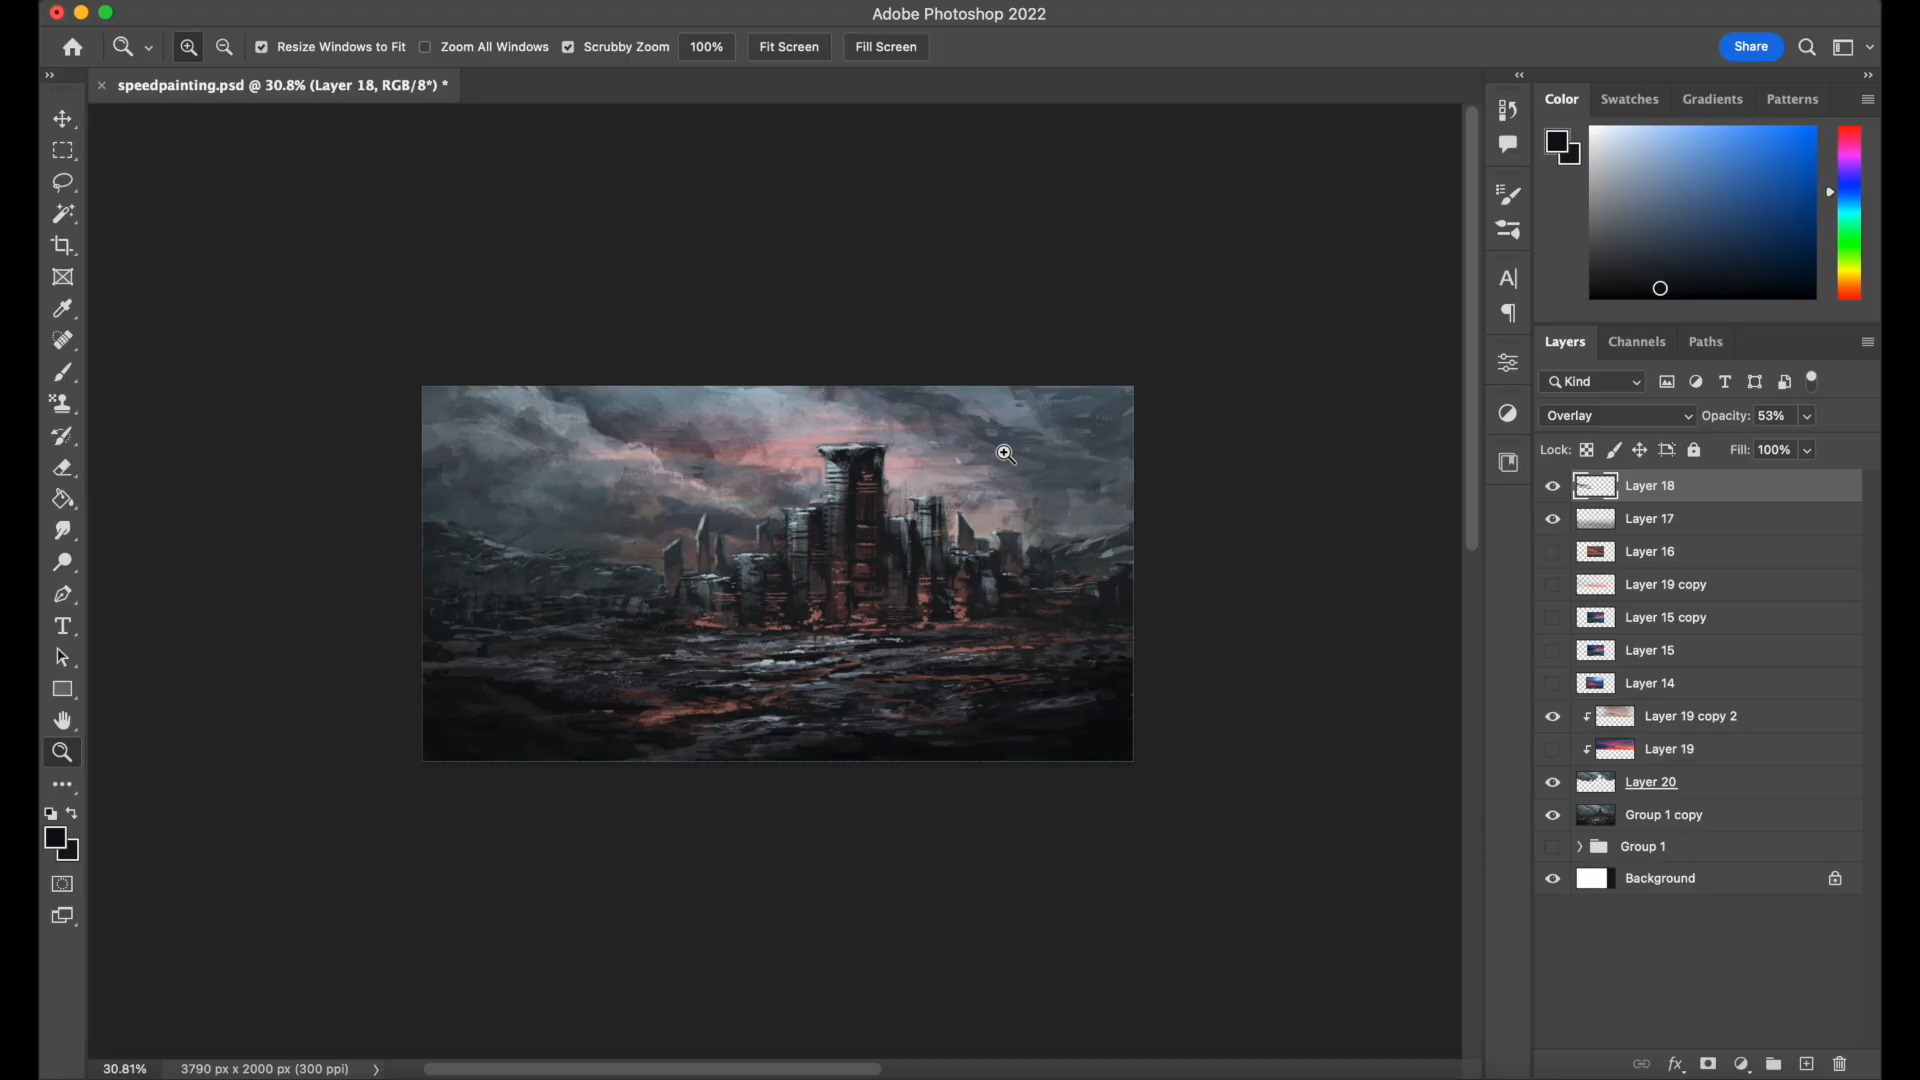 Adobe Photoshop 2022
Resize Windows to Fit
Zoom All Windows
Scrubby Zoom
100%
Fit Screen
Fill Screen
Share
speedpainting.psd @ 30.8% (Layer 18, RGB/8*) *
Color
Swatches
Gradients
Patterns
Layers
Channels
Paths
Kind
Overlay
Opacity: 53%
Lock:
Fill: 100%
Layer 18
Layer 17
Layer 16
Layer 19 copy
Layer 15 copy
Layer 15
Layer 14
Layer 19 copy 2
Layer 19
Layer 20
Group 1 copy
Group 1
Background
30.81%
3790 px x 2000 px (300 ppi)